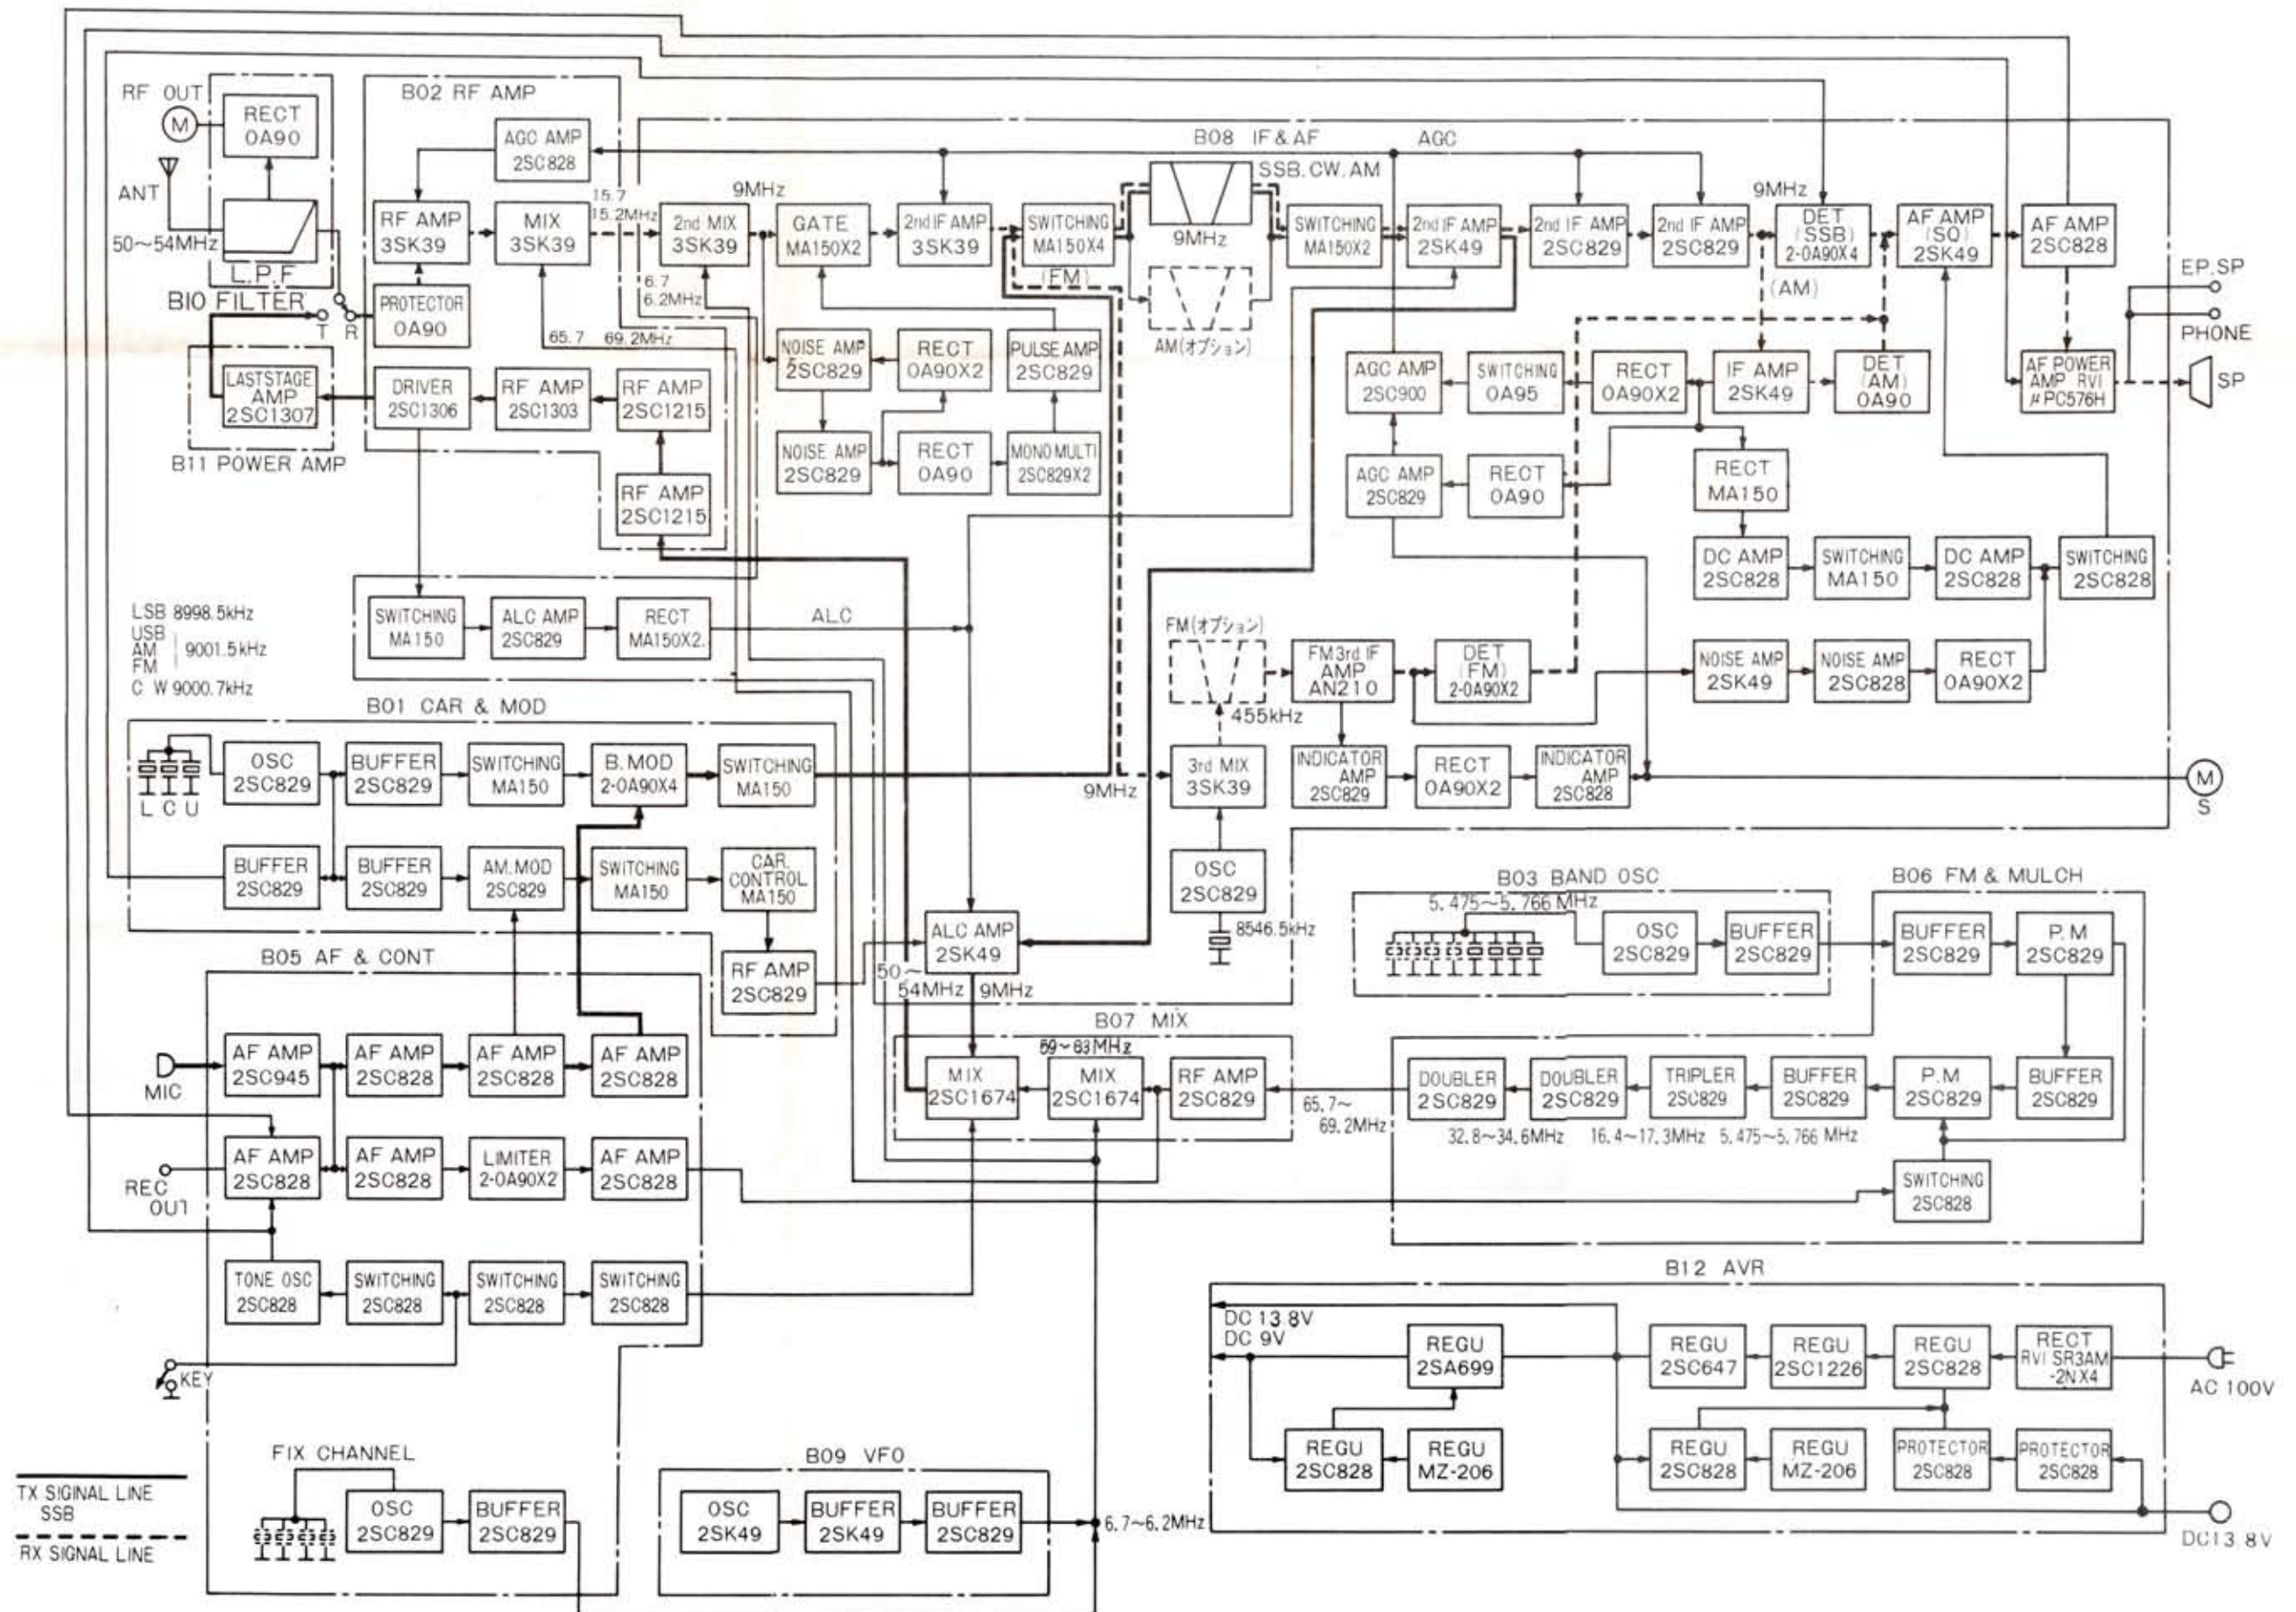 RF OUT
M
RECT
0A90
ANT
50~54MHz
L.P.F
B10 FILTER
T
R
B02 RF AMP
AGC AMP
2SC828
RF AMP
3SK39
MIX
3SK39
PROTECTOR
0A90
15.7
15.2MHz
9MHz
2nd MIX
3SK39
6.7
6.2MHz
65.7
69.2MHz
GATE
MA150X2
2nd IF AMP
3SK39
SWITCHING
MA150X4
(FM)
B08 IF & AF
AGC
SSB.CW.AM
9MHz
AM(オプション)
SWITCHING
MA150X2
2nd IF AMP
2SK49
2nd IF AMP
2SC829
2nd IF AMP
2SC829
9MHz
DET
(SSB)
2-0A90X4
AF AMP
(SQ)
2SK49
AF AMP
2SC828
(AM)
EP.SP
PHONE
SP
LASTSTAGE
AMP
2SC1307
B11 POWER AMP
DRIVER
2SC1306
RF AMP
2SC1303
RF AMP
2SC1215
RF AMP
2SC1215
NOISE AMP
2SC829
RECT
0A90X2
PULSE AMP
2SC829
NOISE AMP
2SC829
RECT
0A90
MONO MULTI
2SC829X2
AGC AMP
2SC900
SWITCHING
0A95
RECT
0A90X2
IF AMP
2SK49
DET
(AM)
0A90
AF POWER
AMP RVI
μPC576H
AGC AMP
2SC829
RECT
0A90
RECT
MA150
DC AMP
2SC828
SWITCHING
MA150
DC AMP
2SC828
SWITCHING
2SC828
LSB 8998.5kHz
USB
AM
FM
9001.5kHz
C W 9000.7kHz
SWITCHING
MA150
ALC AMP
2SC829
RECT
MA150X2.
ALC
FM(オプション)
FM3rd IF
AMP
AN210
DET
(FM)
2-0A90X2
NOISE AMP
2SK49
NOISE AMP
2SC828
RECT
0A90X2
455kHz
B01 CAR & MOD
L C U
OSC
2SC829
BUFFER
2SC829
SWITCHING
MA150
B.MOD
2-0A90X4
SWITCHING
MA150
9MHz
3rd MIX
3SK39
INDICATOR
AMP
2SC829
RECT
0A90X2
INDICATOR
AMP
2SC828
M
S
BUFFER
2SC829
BUFFER
2SC829
AM.MOD
2SC829
SWITCHING
MA150
CAR.
CONTROL
MA150
OSC
2SC829
8546.5kHz
RF AMP
2SC829
ALC AMP
2SK49
50~
54MHz
9MHz
B03 BAND OSC
5.475~5.766 MHz
OSC
2SC829
BUFFER
2SC829
B06 FM & MULCH
BUFFER
2SC829
P.M
2SC829
B05 AF & CONT
MIC
AF AMP
2SC945
AF AMP
2SC828
AF AMP
2SC828
AF AMP
2SC828
B07 MIX
59~63MHz
MIX
2SC1674
MIX
2SC1674
RF AMP
2SC829
65.7~
69.2MHz
DOUBLER
2SC829
DOUBLER
2SC829
TRIPLER
2SC829
BUFFER
2SC829
P.M
2SC829
BUFFER
2SC829
32.8~34.6MHz
16.4~17.3MHz
5.475~5.766 MHz
REC
OUT
AF AMP
2SC828
AF AMP
2SC828
LIMITER
2-0A90X2
AF AMP
2SC828
SWITCHING
2SC828
TONE OSC
2SC828
SWITCHING
2SC828
SWITCHING
2SC828
SWITCHING
2SC828
KEY
B12 AVR
DC 13.8V
DC 9V
REGU
2SA699
REGU
2SC647
REGU
2SC1226
REGU
2SC828
RECT
RVI SR3AM
-2N X4
AC 100V
REGU
2SC828
REGU
MZ-206
REGU
2SC828
REGU
MZ-206
PROTECTOR
2SC828
PROTECTOR
2SC828
DC13.8V
FIX CHANNEL
OSC
2SC829
BUFFER
2SC829
B09 VFO
OSC
2SK49
BUFFER
2SK49
BUFFER
2SC829
6.7~6.2MHz
TX SIGNAL LINE
SSB
RX SIGNAL LINE